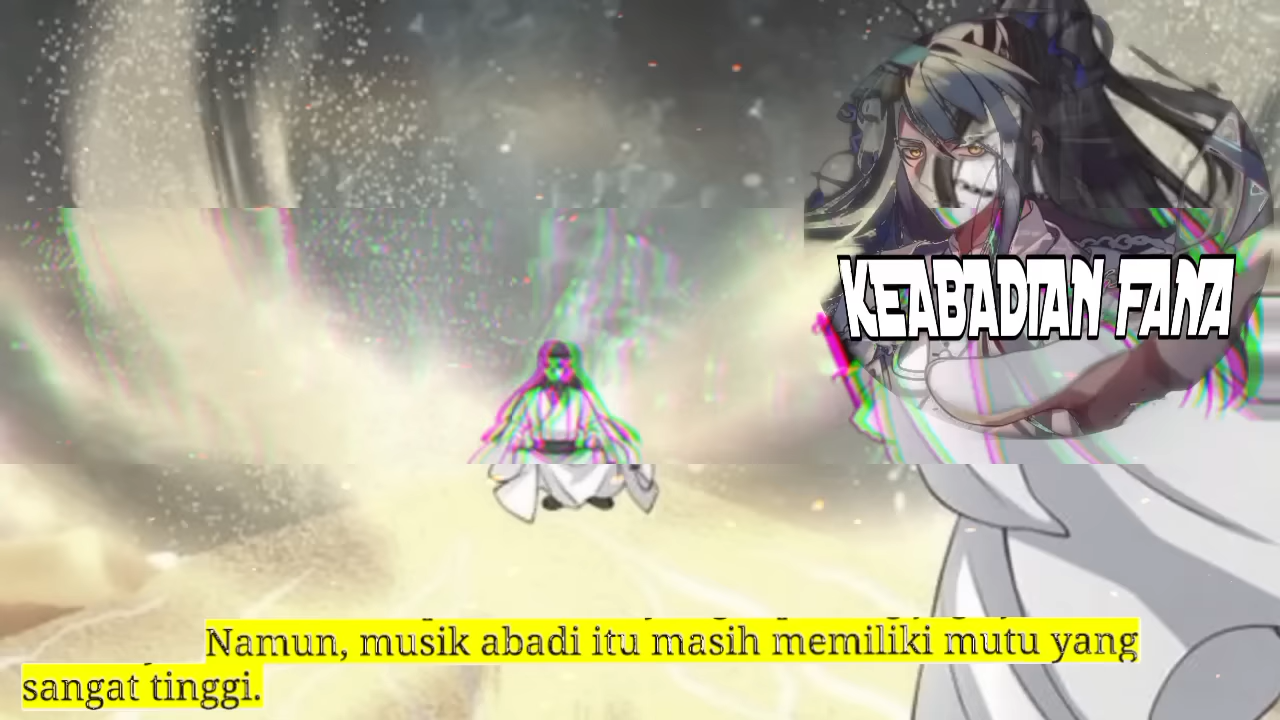 KEABADIAN FANA
Namun, musik abadi itu masih memiliki mutu yang
sangat tinggi.